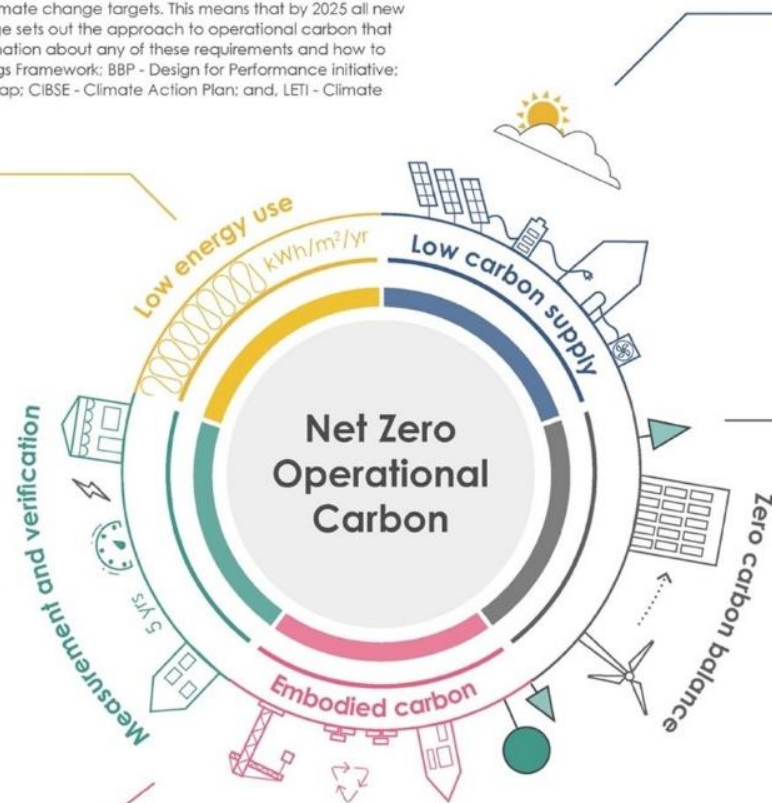 mate change targets. This means that by 2025 all new
ge sets out the approach to operational carbon that
nation about any of these requirements and how to
gs Framework; BBP - Design for Performance initiative;
ap; CIBSE - Climate Action Plan; and, LETI - Climate
Low energy use
kWh/m²/yr
Low carbon supply
Net Zero
Operational
Carbon
Measurement and verification
5 yrs
Zero carbon balance
Embodied carbon